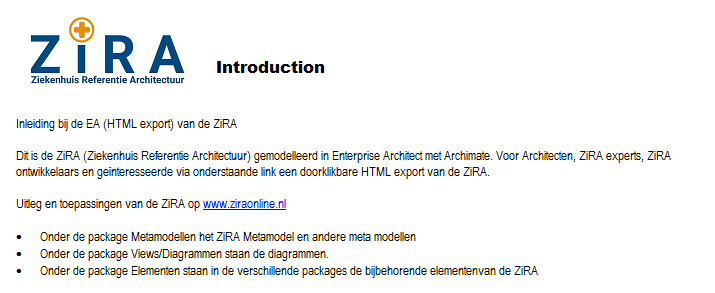 ZiRA
Ziekenhuis Referentie Architectuur
Introduction
Inleiding bij de EA (HTML export) van de ZiRA
Dit is de ZiRA (Ziekenhuis Referentie Architectuur) gemodelleerd in Enterprise Architect met Archimate. Voor Architecten, ZiRA experts, ZiRA
ontwikkelaars en geinteresseerde via onderstaande link een doorklikbare HTML export van de ZiRA.
Uitleg en toepassingen van de ZiRA op www.ziraonline.nl
• Onder de package Metamodellen het ZiRA Metamodel en andere meta modellen
• Onder de package Views/Diagrammen staan de diagrammen.
• Onder de package Elementen staan in de verschillende packages de bijbehorende elementenvan de ZiRA